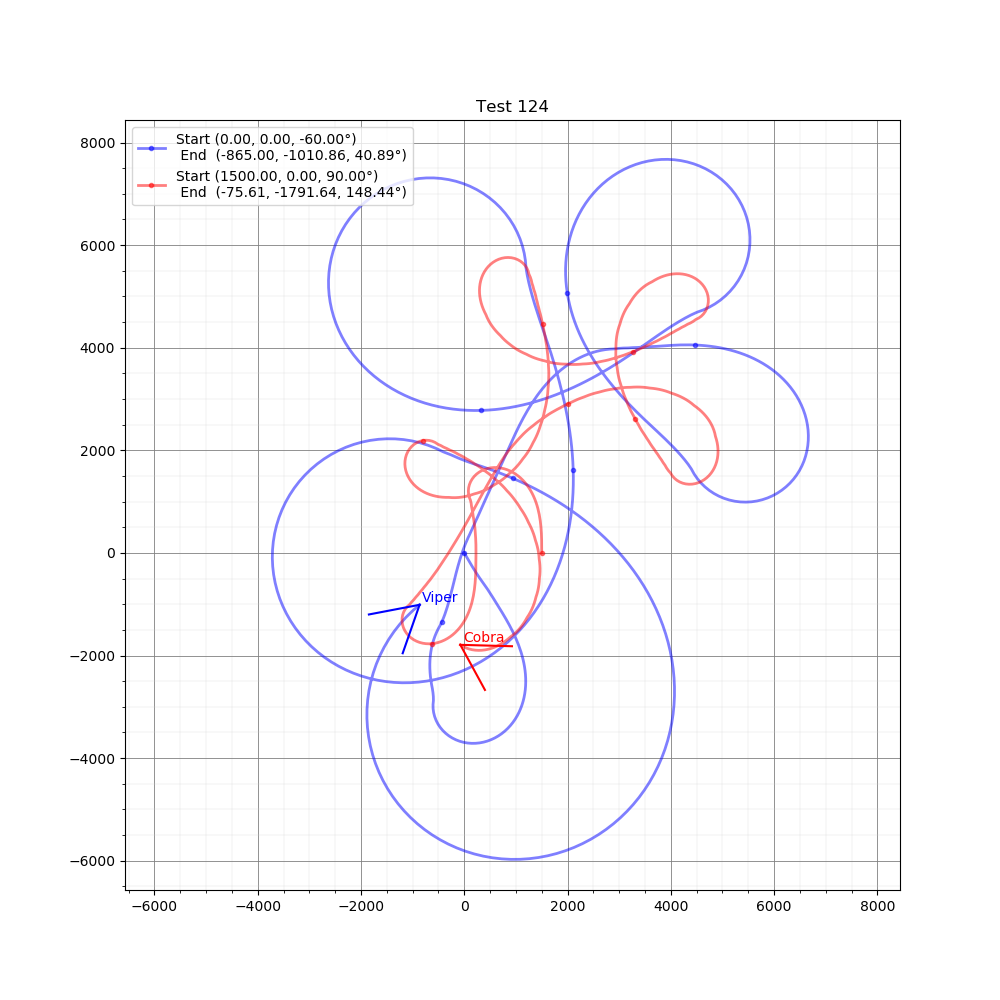 Test 124
Start (0.00, 0.00, -60.00°)
End (-865.00, -1010.86, 40.89°)
Start (1500.00, 0.00, 90.00°)
End (-75.61, -1791.64, 148.44°)
8000
6000
4000
2000
0
−2000
−4000
−6000
Viper
Cobra
−6000 −4000 −2000 0 2000 4000 6000 8000